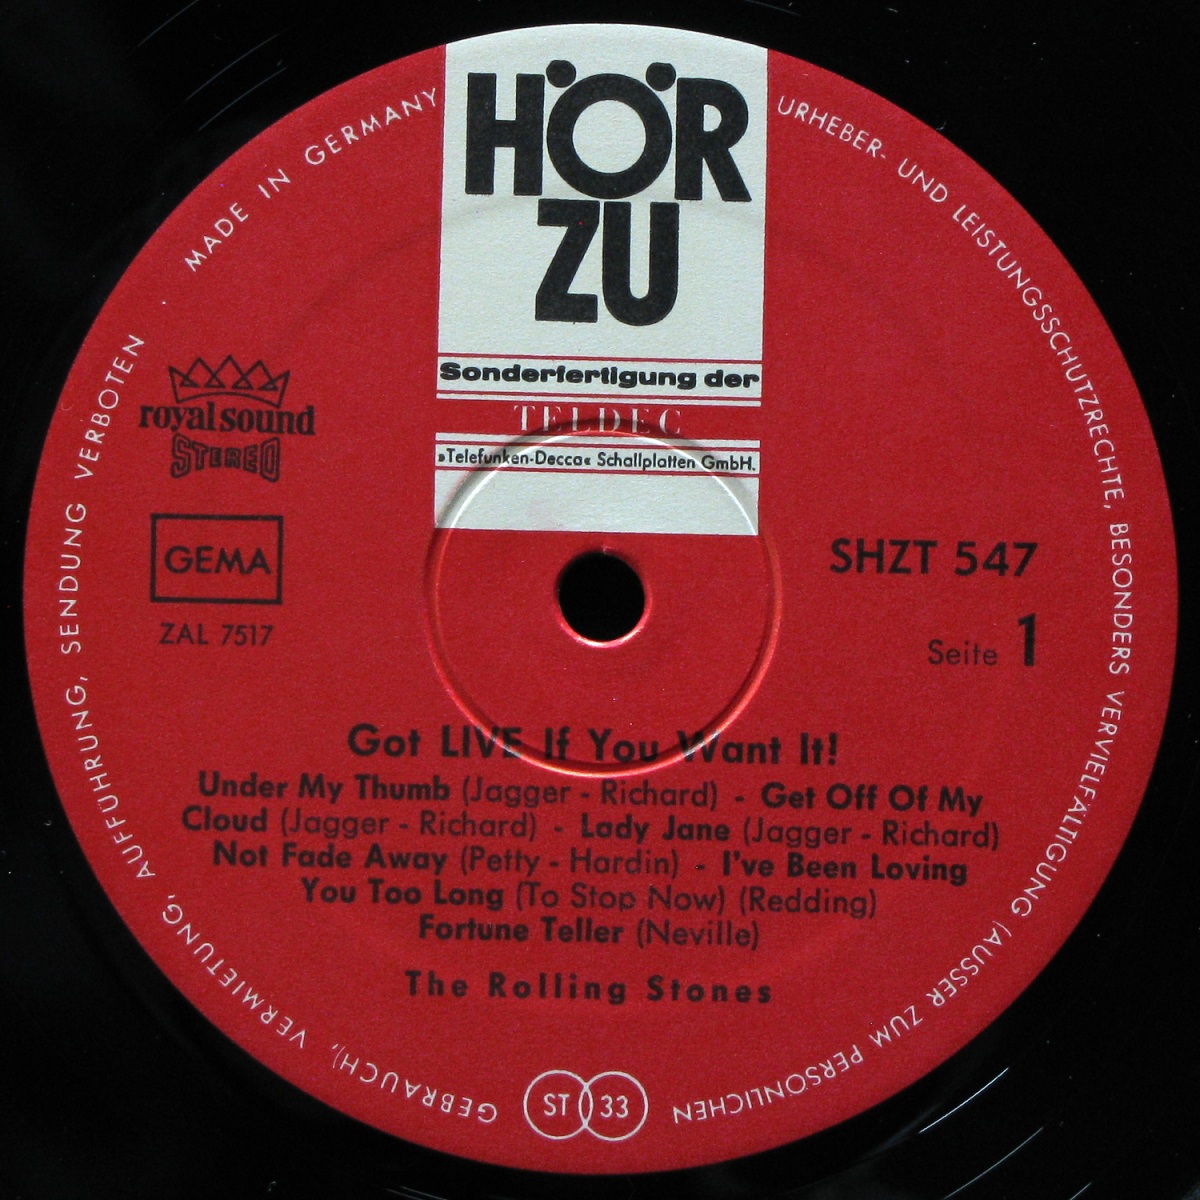 HÖR
ZU
Sonderfertigung der
TELDEC
»Telefunken-Decca« Schallplatten GmbH.
royal sound
STEREO
GEMA
ZAL 7517
SHZT 547
Seite 1
Got LIVE If You Want It!
Under My Thumb (Jagger - Richard) - Get Off Of My
Cloud (Jagger - Richard) - Lady Jane (Jagger - Richard)
Not Fade Away (Petty - Hardin) - I've Been Loving
You Too Long (To Stop Now) (Redding)
Fortune Teller (Neville)
The Rolling Stones
ST 33
MADE IN GERMANY
URHEBER- UND LEISTUNGSSCHUTZRECHTE, BESONDERS VERVIELFÄLTIGUNG (AUSSER ZUM PERSÖNLICHEN GEBRAUCH), VERMIETUNG, AUFFÜHRUNG, SENDUNG VERBOTEN